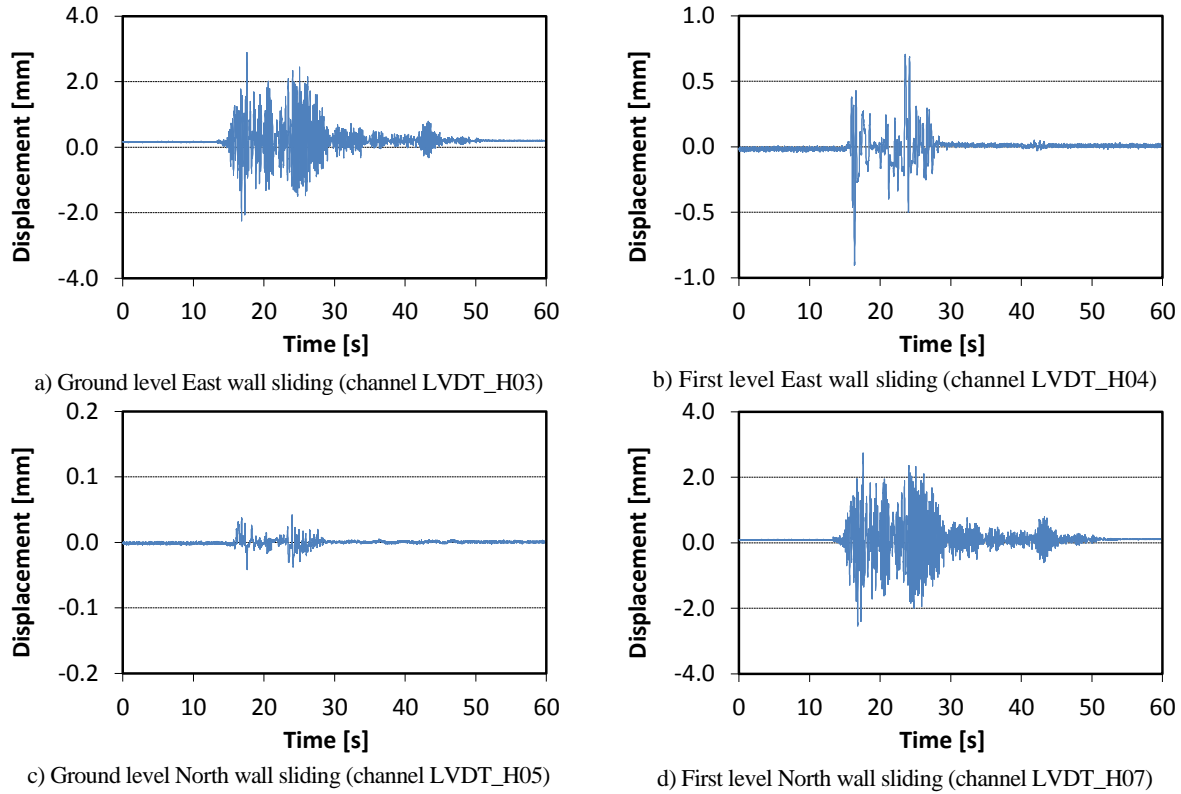 4.0
2.0
0.0
-2.0
-4.0
Displacement [mm]
0 10 20 30 40 50 60
Time [s]
a) Ground level East wall sliding (channel LVDT_H03)
1.0
0.5
0.0
-0.5
-1.0
Displacement [mm]
0 10 20 30 40 50 60
Time [s]
b) First level East wall sliding (channel LVDT_H04)
0.2
0.1
0.0
-0.1
-0.2
Displacement [mm]
0 10 20 30 40 50 60
Time [s]
c) Ground level North wall sliding (channel LVDT_H05)
4.0
2.0
0.0
-2.0
-4.0
Displacement [mm]
0 10 20 30 40 50 60
Time [s]
d) First level North wall sliding (channel LVDT_H07)